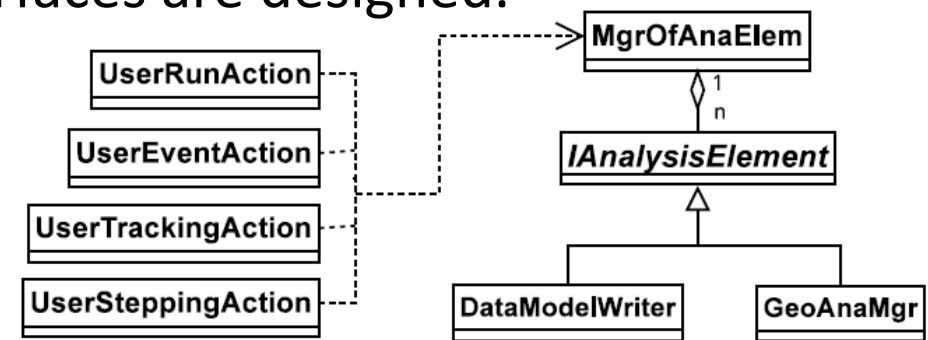 faces are designed:
MgrOfAnaElem
UserRunAction
1
n
UserEventAction
IAnalysisElement
UserTrackingAction
UserSteppingAction
DataModelWriter
GeoAnaMgr